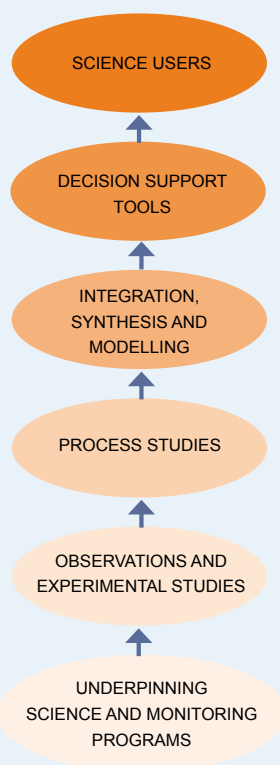 SCIENCE USERS
DECISION SUPPORT
TOOLS
INTEGRATION,
SYNTHESIS AND
MODELLING
PROCESS STUDIES
OBSERVATIONS AND
EXPERIMENTAL STUDIES
UNDERPINNING
SCIENCE AND MONITORING
PROGRAMS